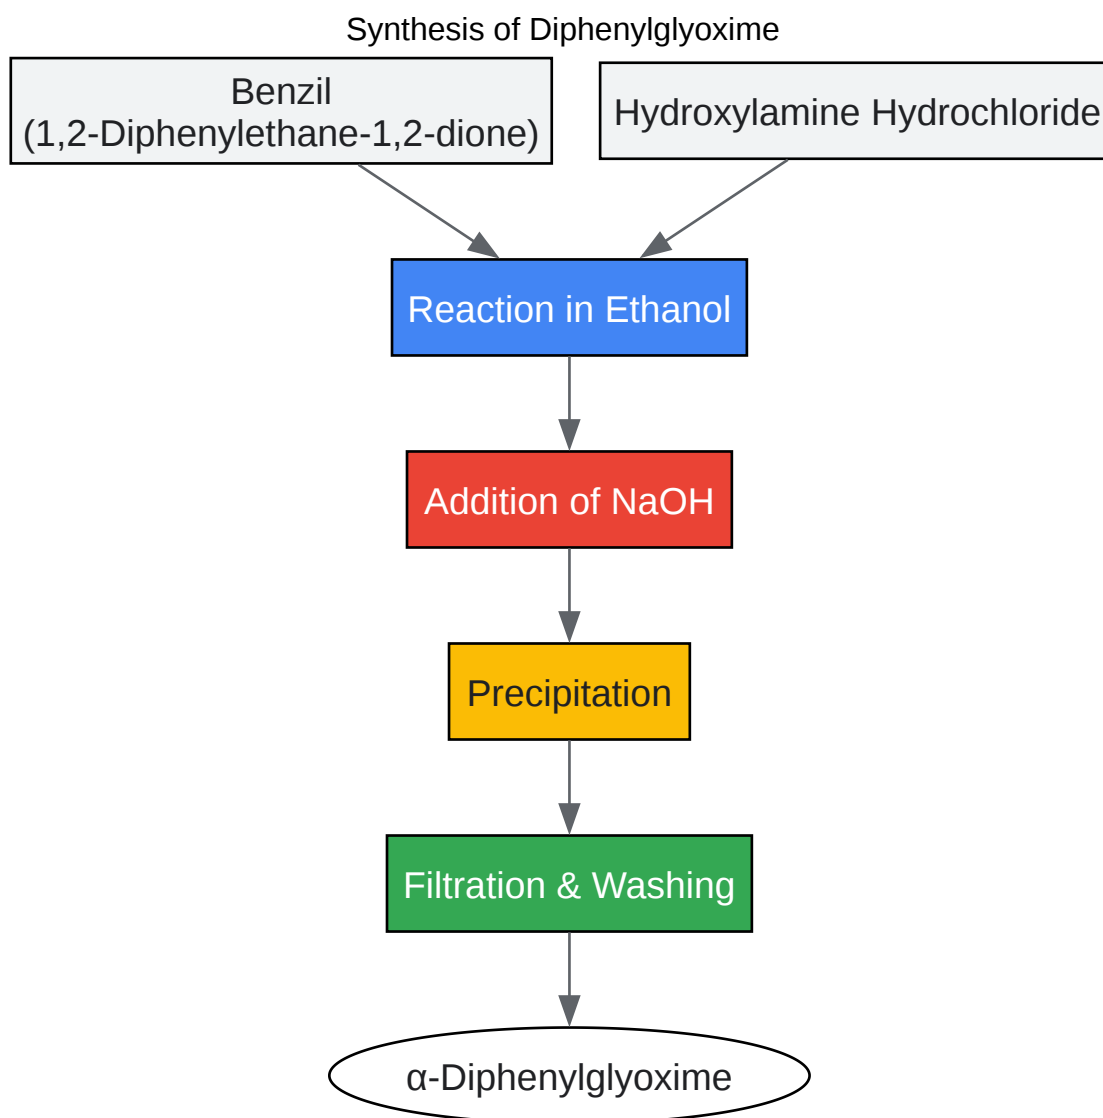 Synthesis of Diphenylglyoxime
Benzil
(1,2-Diphenylethane-1,2-dione)
Hydroxylamine Hydrochloride
Reaction in Ethanol
Addition of NaOH
Precipitation
Filtration & Washing
α-Diphenylglyoxime